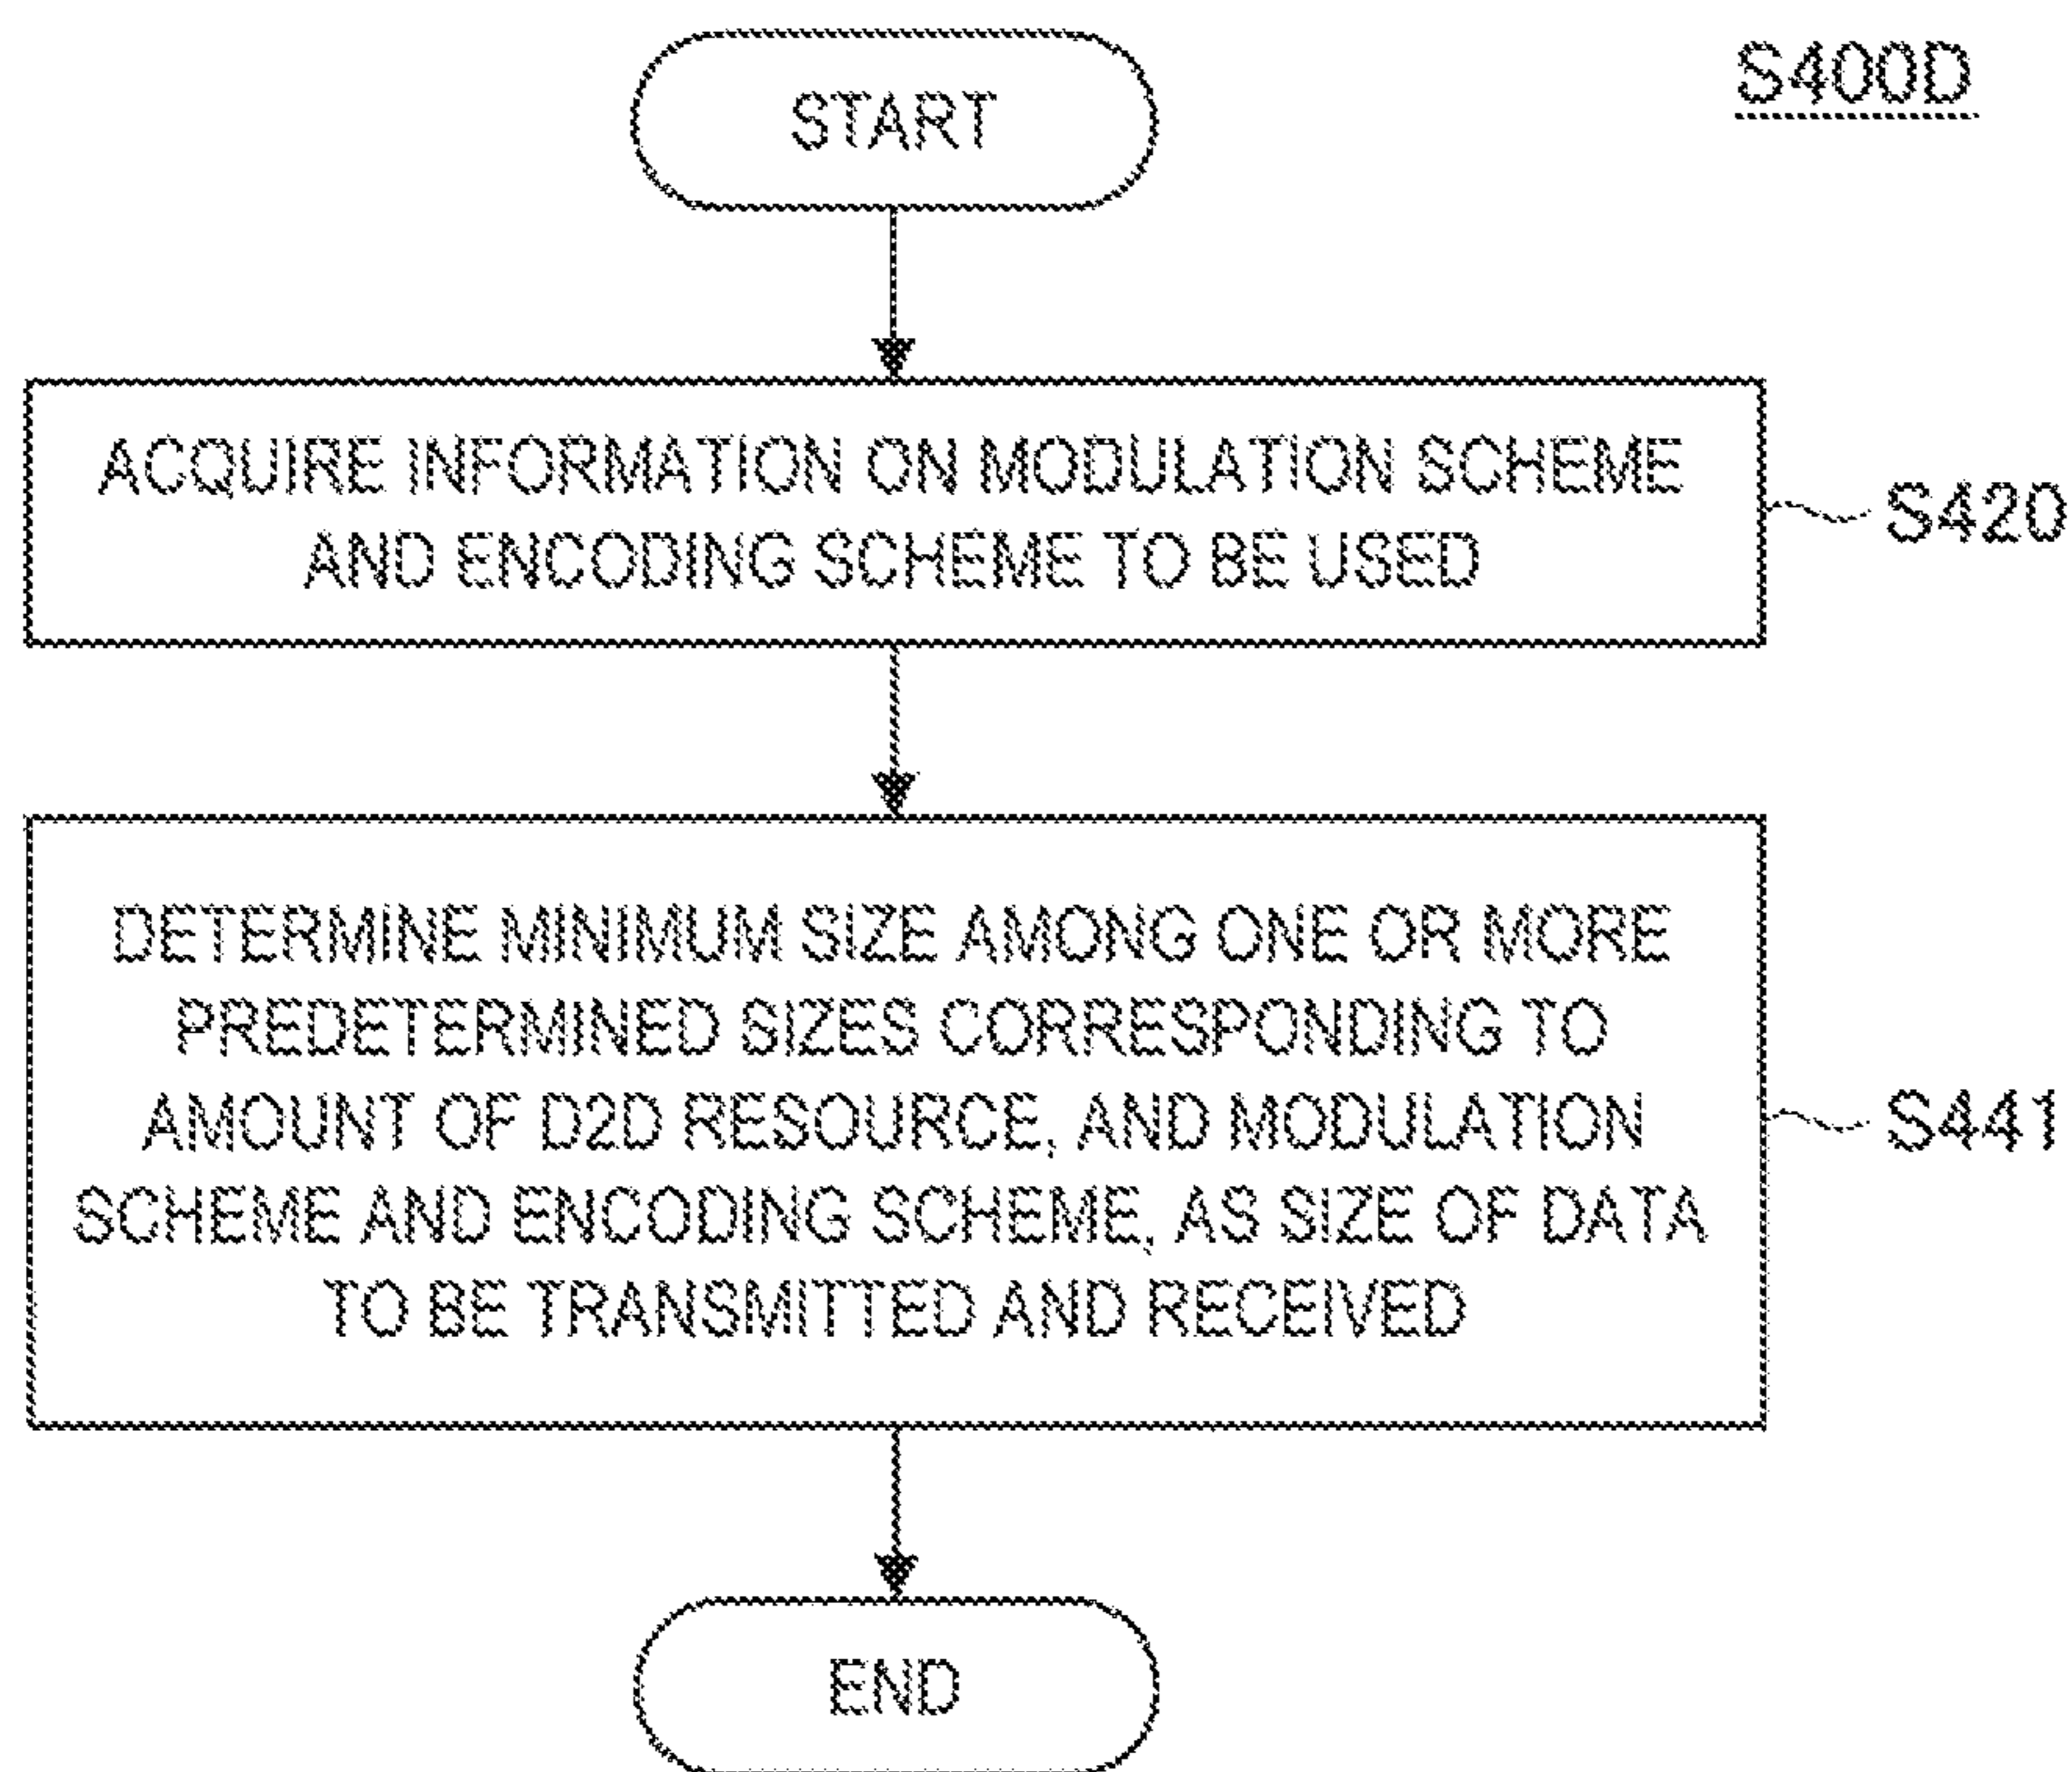 S400D
START
ACQUIRE INFORMATION ON MODULATION SCHEME
AND ENCODING SCHEME TO BE USED
S420
DETERMINE MINIMUM SIZE AMONG ONE OR MORE
PREDETERMINED SIZES CORRESPONDING TO
AMOUNT OF D2D RESOURCE, AND MODULATION
SCHEME AND ENCODING SCHEME, AS SIZE OF DATA
TO BE TRANSMITTED AND RECEIVED
S441
END